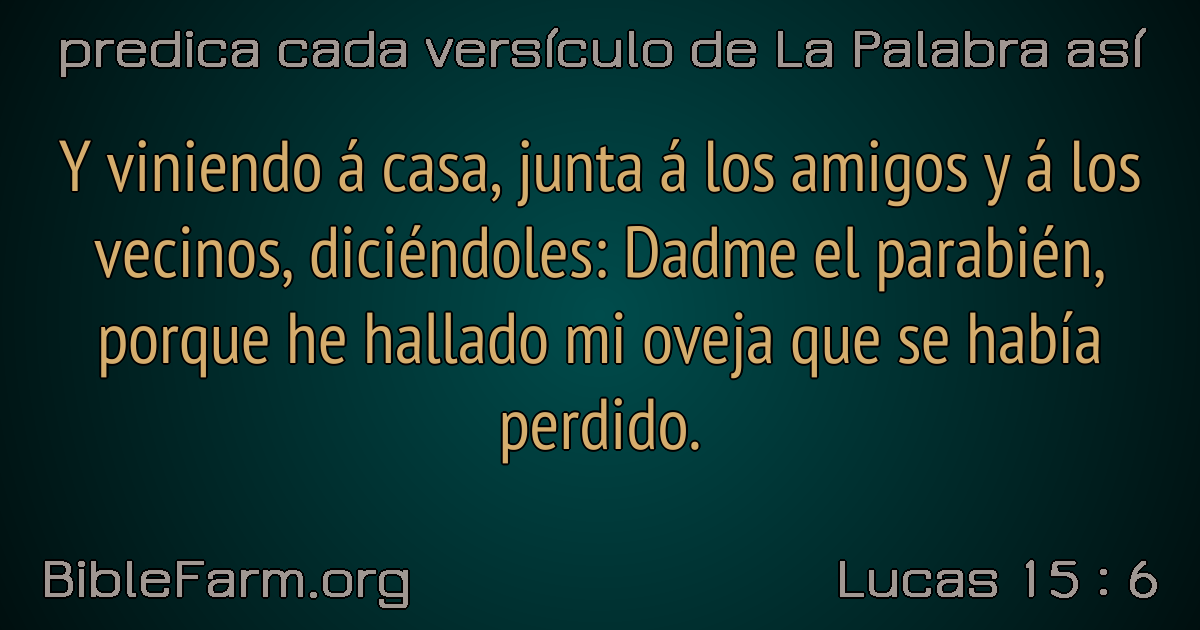 predica cada versículo de La Palabra así
Y viniendo á casa, junta á los amigos y á los
vecinos, diciéndoles: Dadme el parabién,
porque he hallado mi oveja que se había
perdido.
BibleFarm.org
Lucas 15 : 6